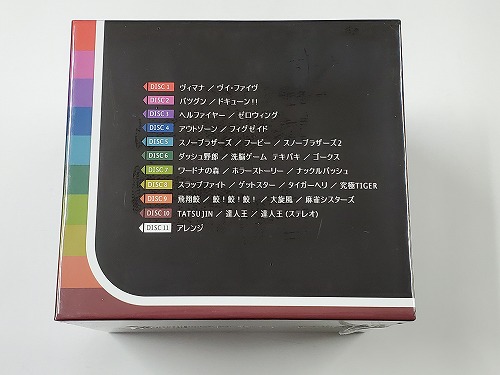 DISC 1 ヴィマナ / ヴイ・ファイヴ
DISC 2 バツグン / ドギューン!!
DISC 3 ヘルファイヤー / ゼロウィング
DISC 4 アウトゾーン / フィグゼイド
DISC 5 スノーブラザーズ / フーピー / スノーブラザーズ2
DISC 6 ダッシュ野郎 / 洗脳ゲーム テキパキ / ゴークス
DISC 7 ワードナの森 / ホラーストーリー / ナックルバッシュ
DISC 8 スラップファイト / ゲットスター / タイガーヘリ / 究極TIGER
DISC 9 飛翔鮫 / 鮫!鮫!鮫! / 大旋風 / 麻雀シスターズ
DISC 10 TATSUJIN / 達人王 / 達人王 (ステレオ)
DISC 11 アレンジ